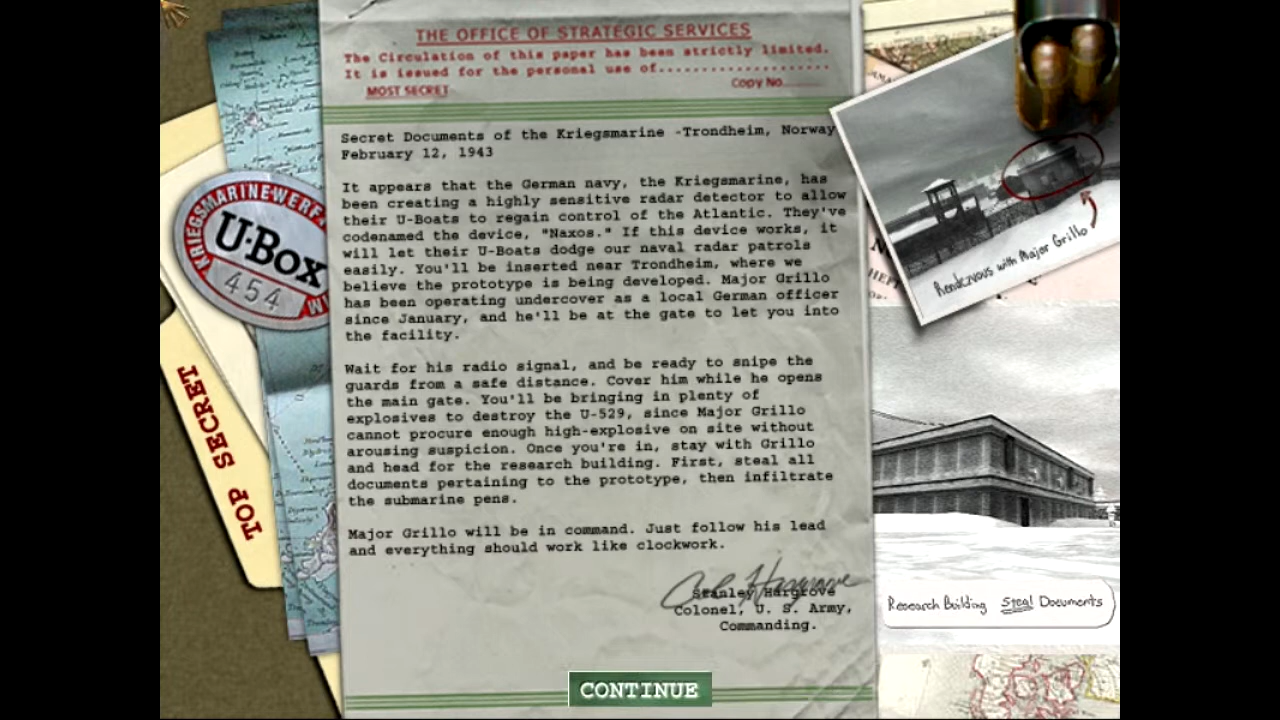 THE OFFICE OF STRATEGIC SERVICES
The Circulation of this paper has been strictly limited.
It is issued for the personal use of....................
MOST SECRET
Copy No.........
Secret Documents of the Kriegsmarine -Trondheim, Norway
February 12, 1943
It appears that the German navy, the Kriegsmarine, has
been creating a highly sensitive radar detector to allow
their U-Boats to regain control of the Atlantic. They've
codenamed the device, "Naxos." If this device works, it
will let their U-Boats dodge our naval radar patrols
easily. You'll be inserted near Trondheim, where we
believe the prototype is being developed. Major Grillo
has been operating undercover as a local German officer
since January, and he'll be at the gate to let you into
the facility.
Wait for his radio signal, and be ready to snipe the
guards from a safe distance. Cover him while he opens
the main gate. You'll be bringing in plenty of
explosives to destroy the U-529, since Major Grillo
cannot procure enough high-explosive on site without
arousing suspicion. Once you're in, stay with Grillo
and head for the research building. First, steal all
documents pertaining to the prototype, then infiltrate
the submarine pens.
Major Grillo will be in command. Just follow his lead
and everything should work like clockwork.
Stanley Hargrove
Colonel, U. S. Army,
Commanding.
CONTINUE
KRIEGSMARINE-WERF
U-Box
454
TOP SECRET
Rendezvous with Major Grillo
Research Building Steal Documents